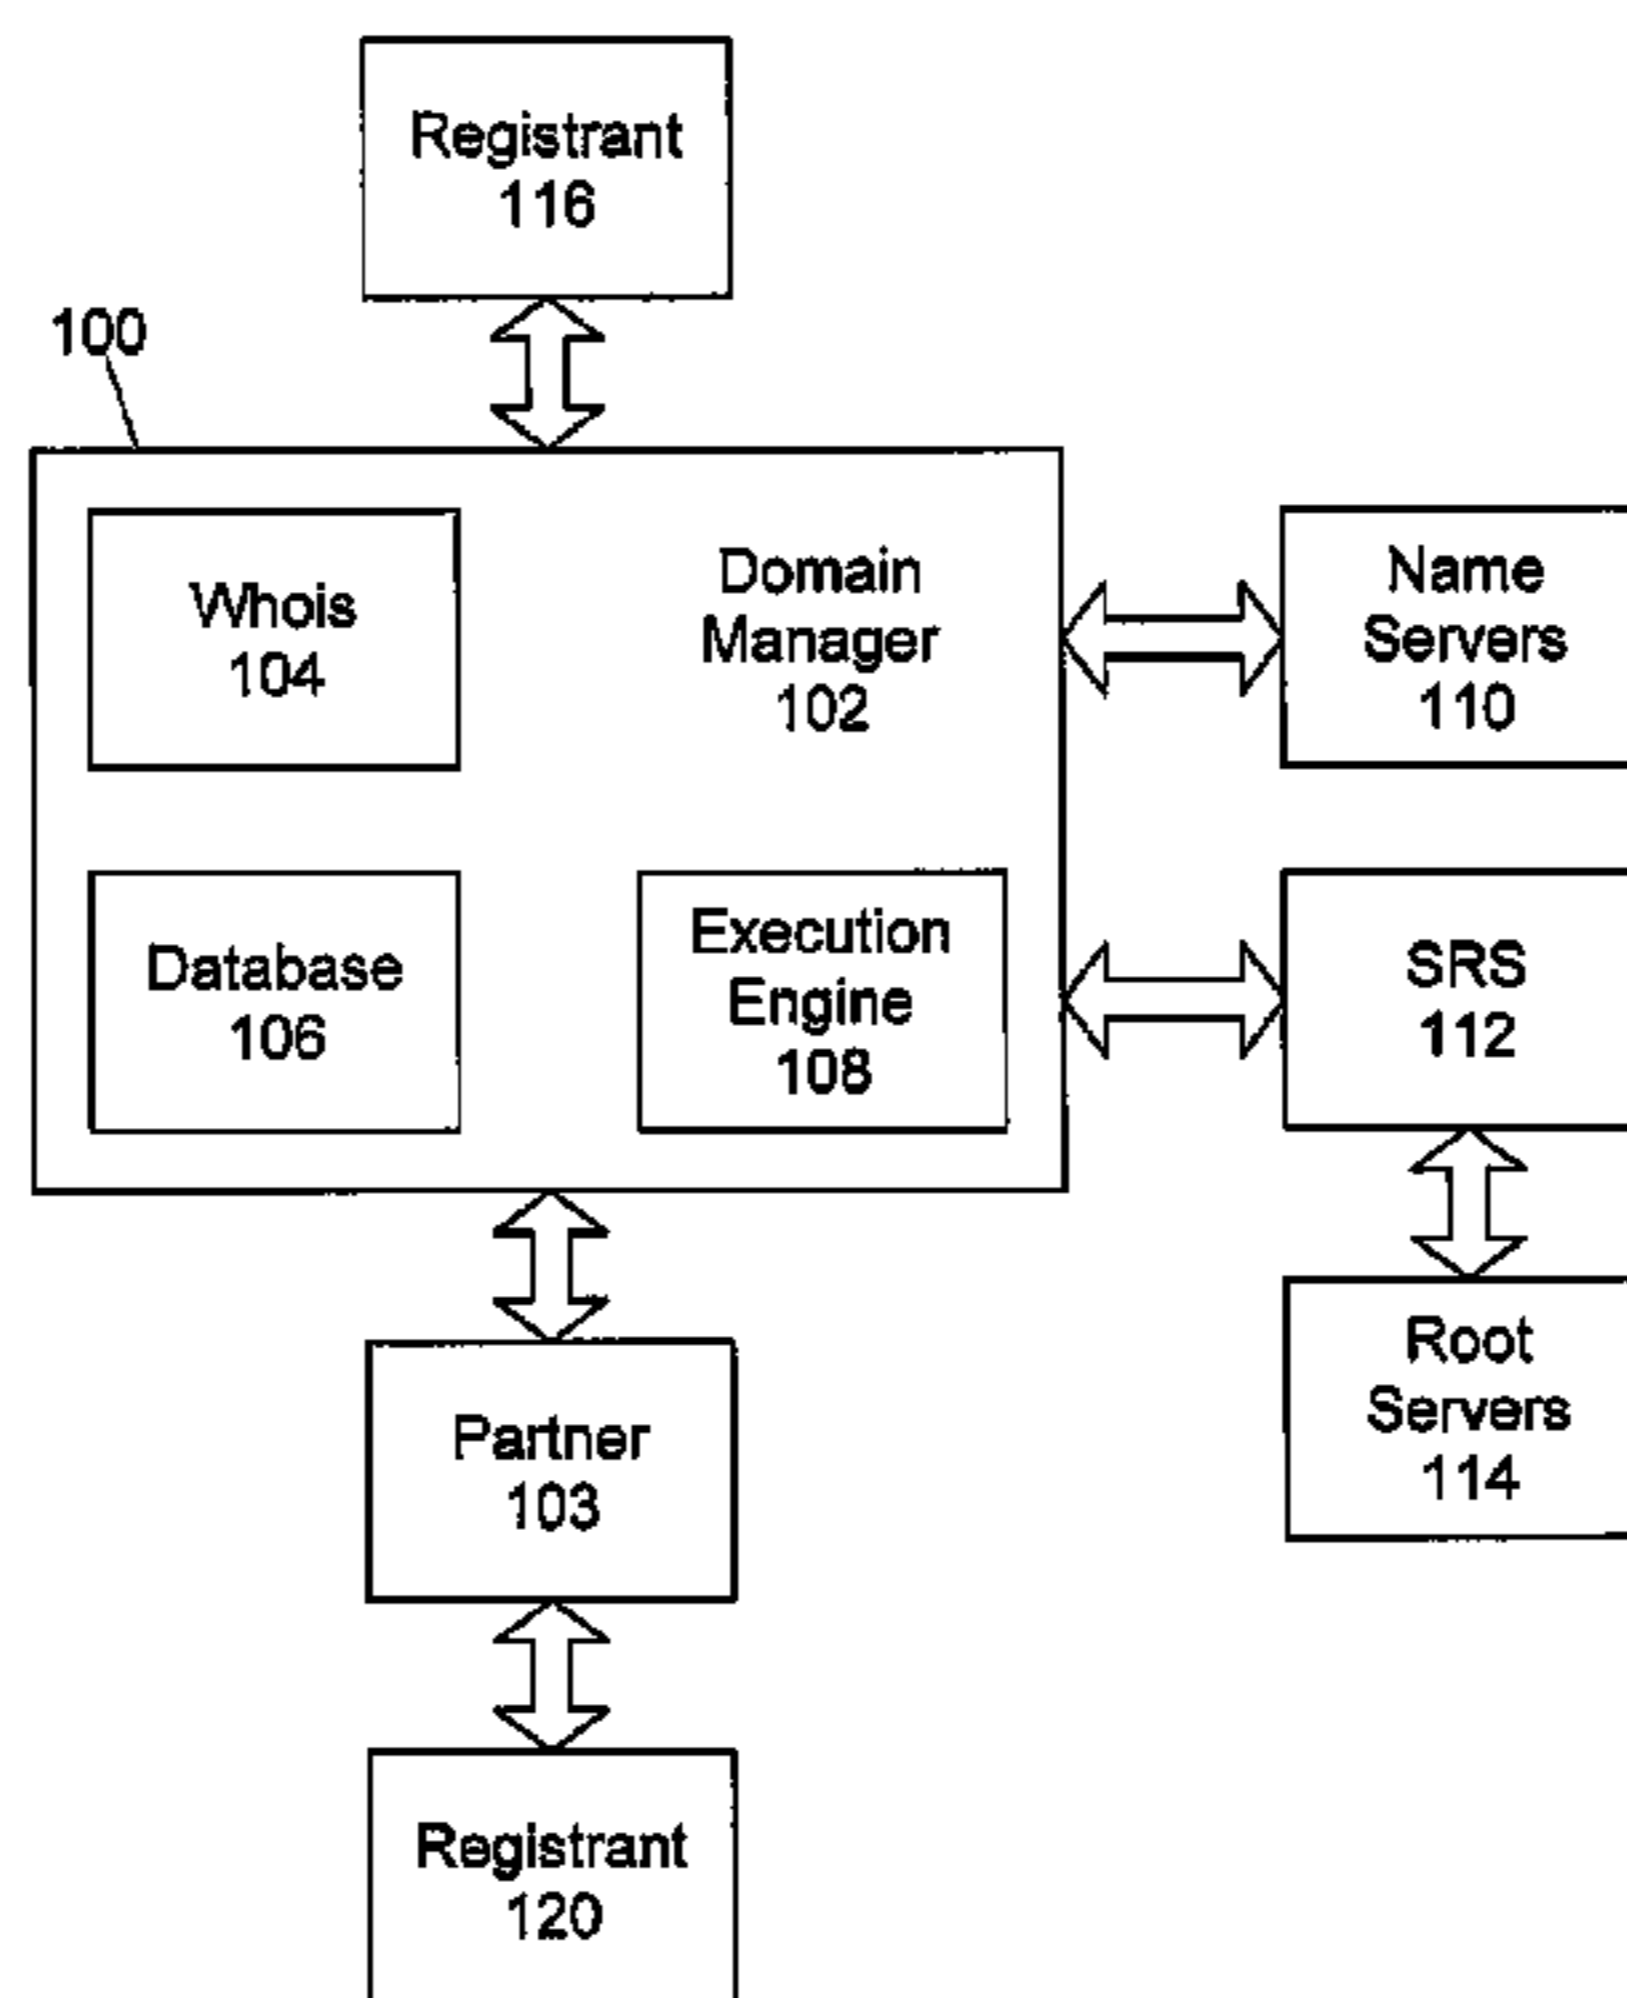 Registrant
116
100
Whois
104
Domain
Manager
102
Name
Servers
110
Database
106
Execution
Engine
108
SRS
112
Partner
103
Root
Servers
114
Registrant
120